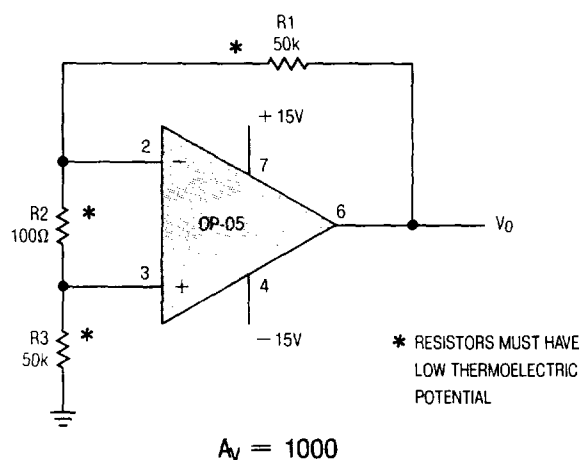 R1
50k
*
+ 15V
2
−
7
R2
100Ω
*
OP-05
6
V₀
3
+
4
R3
50k
*
− 15V
* RESISTORS MUST HAVE
LOW THERMOELECTRIC
POTENTIAL
Aᵥ = 1000